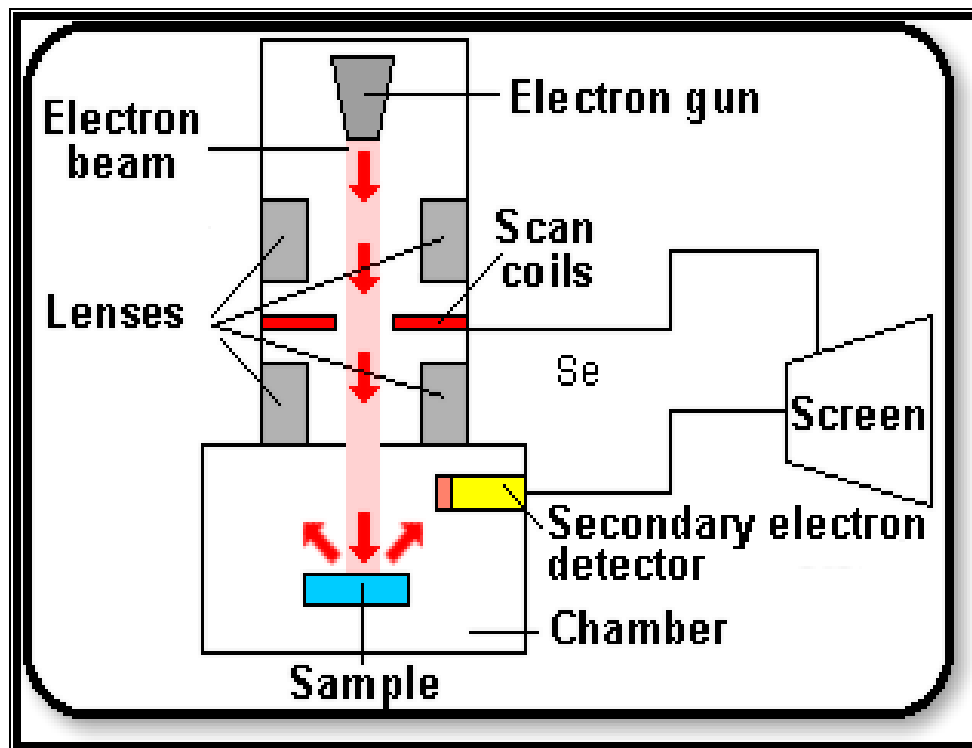 Electron gun
Electron
beam
Scan
coils
Lenses
Se
Screen
Secondary electron
detector
Chamber
Sample